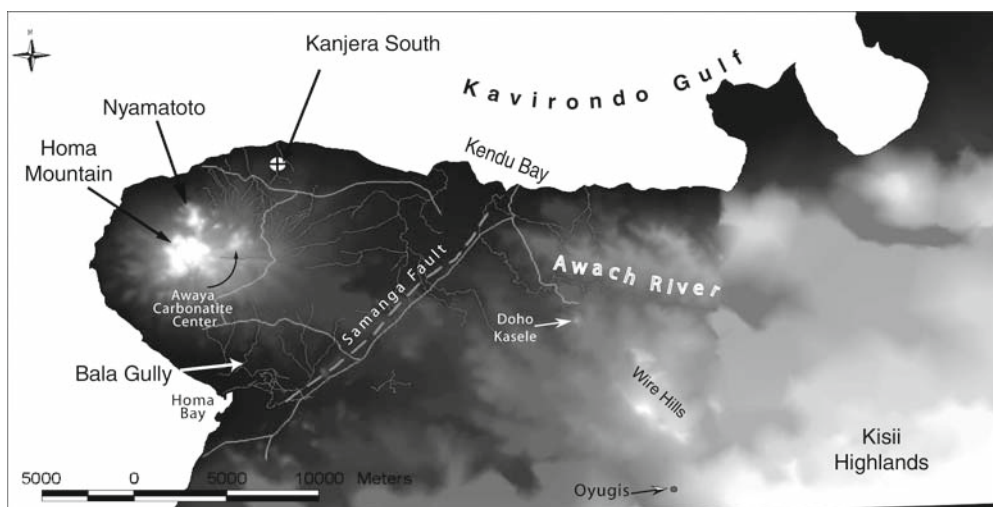 N
Kanjera South
Kavirondo Gulf
Nyamatoto
Homa
Mountain
Kendu Bay
Samanga Fault
Awach River
Awaya
Carbonatite
Center
Doho
Kasele
Bala Gully
Homa
Bay
Wire Hills
Kisii
Highlands
5000 0 5000 10000 Meters
Oyugis